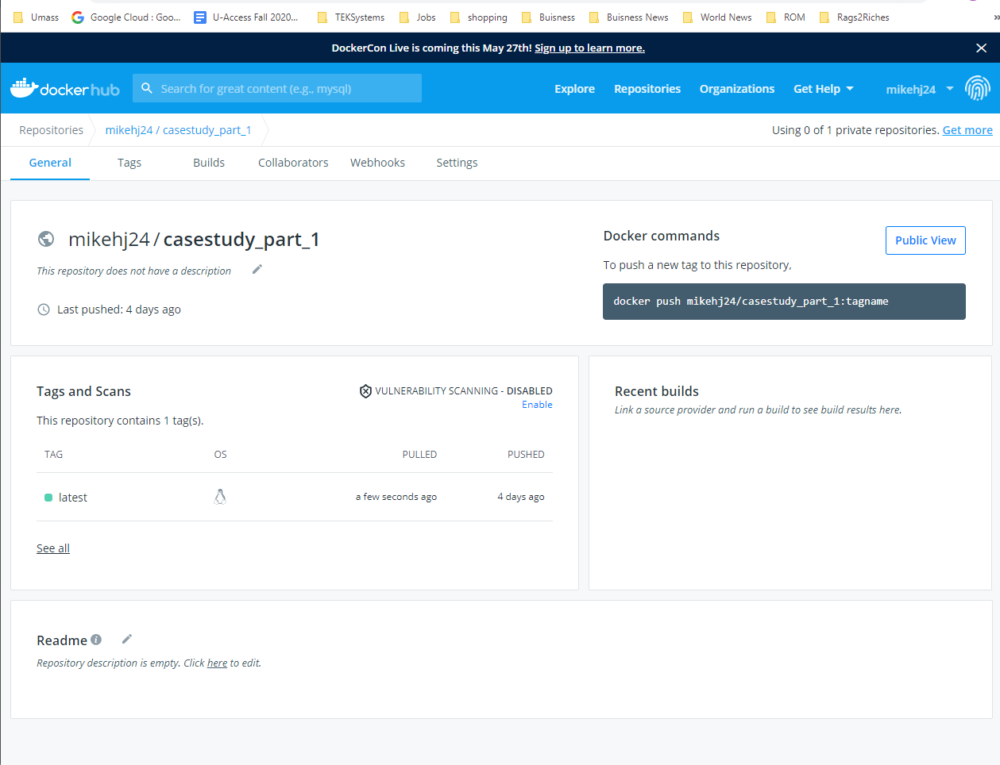 Umass Google Cloud : Goo... U-Access Fall 2020... TEKSystems Jobs shopping Buisness Buisness News World News ROM Rags2Riches »
DockerCon Live is coming this May 27th! Sign up to learn more.
docker hub Search for great content (e.g., mysql) Explore Repositories Organizations Get Help mikehj24
Repositories mikehj24 / casestudy_part_1 Using 0 of 1 private repositories. Get more
General Tags Builds Collaborators Webhooks Settings
mikehj24 / casestudy_part_1
This repository does not have a description
Last pushed: 4 days ago
Docker commands
Public View
To push a new tag to this repository,
docker push mikehj24/casestudy_part_1:tagname
Tags and Scans
VULNERABILITY SCANNING - DISABLED
Enable
This repository contains 1 tag(s).
TAG OS PULLED PUSHED
latest a few seconds ago 4 days ago
See all
Recent builds
Link a source provider and run a build to see build results here.
Readme
Repository description is empty. Click here to edit.